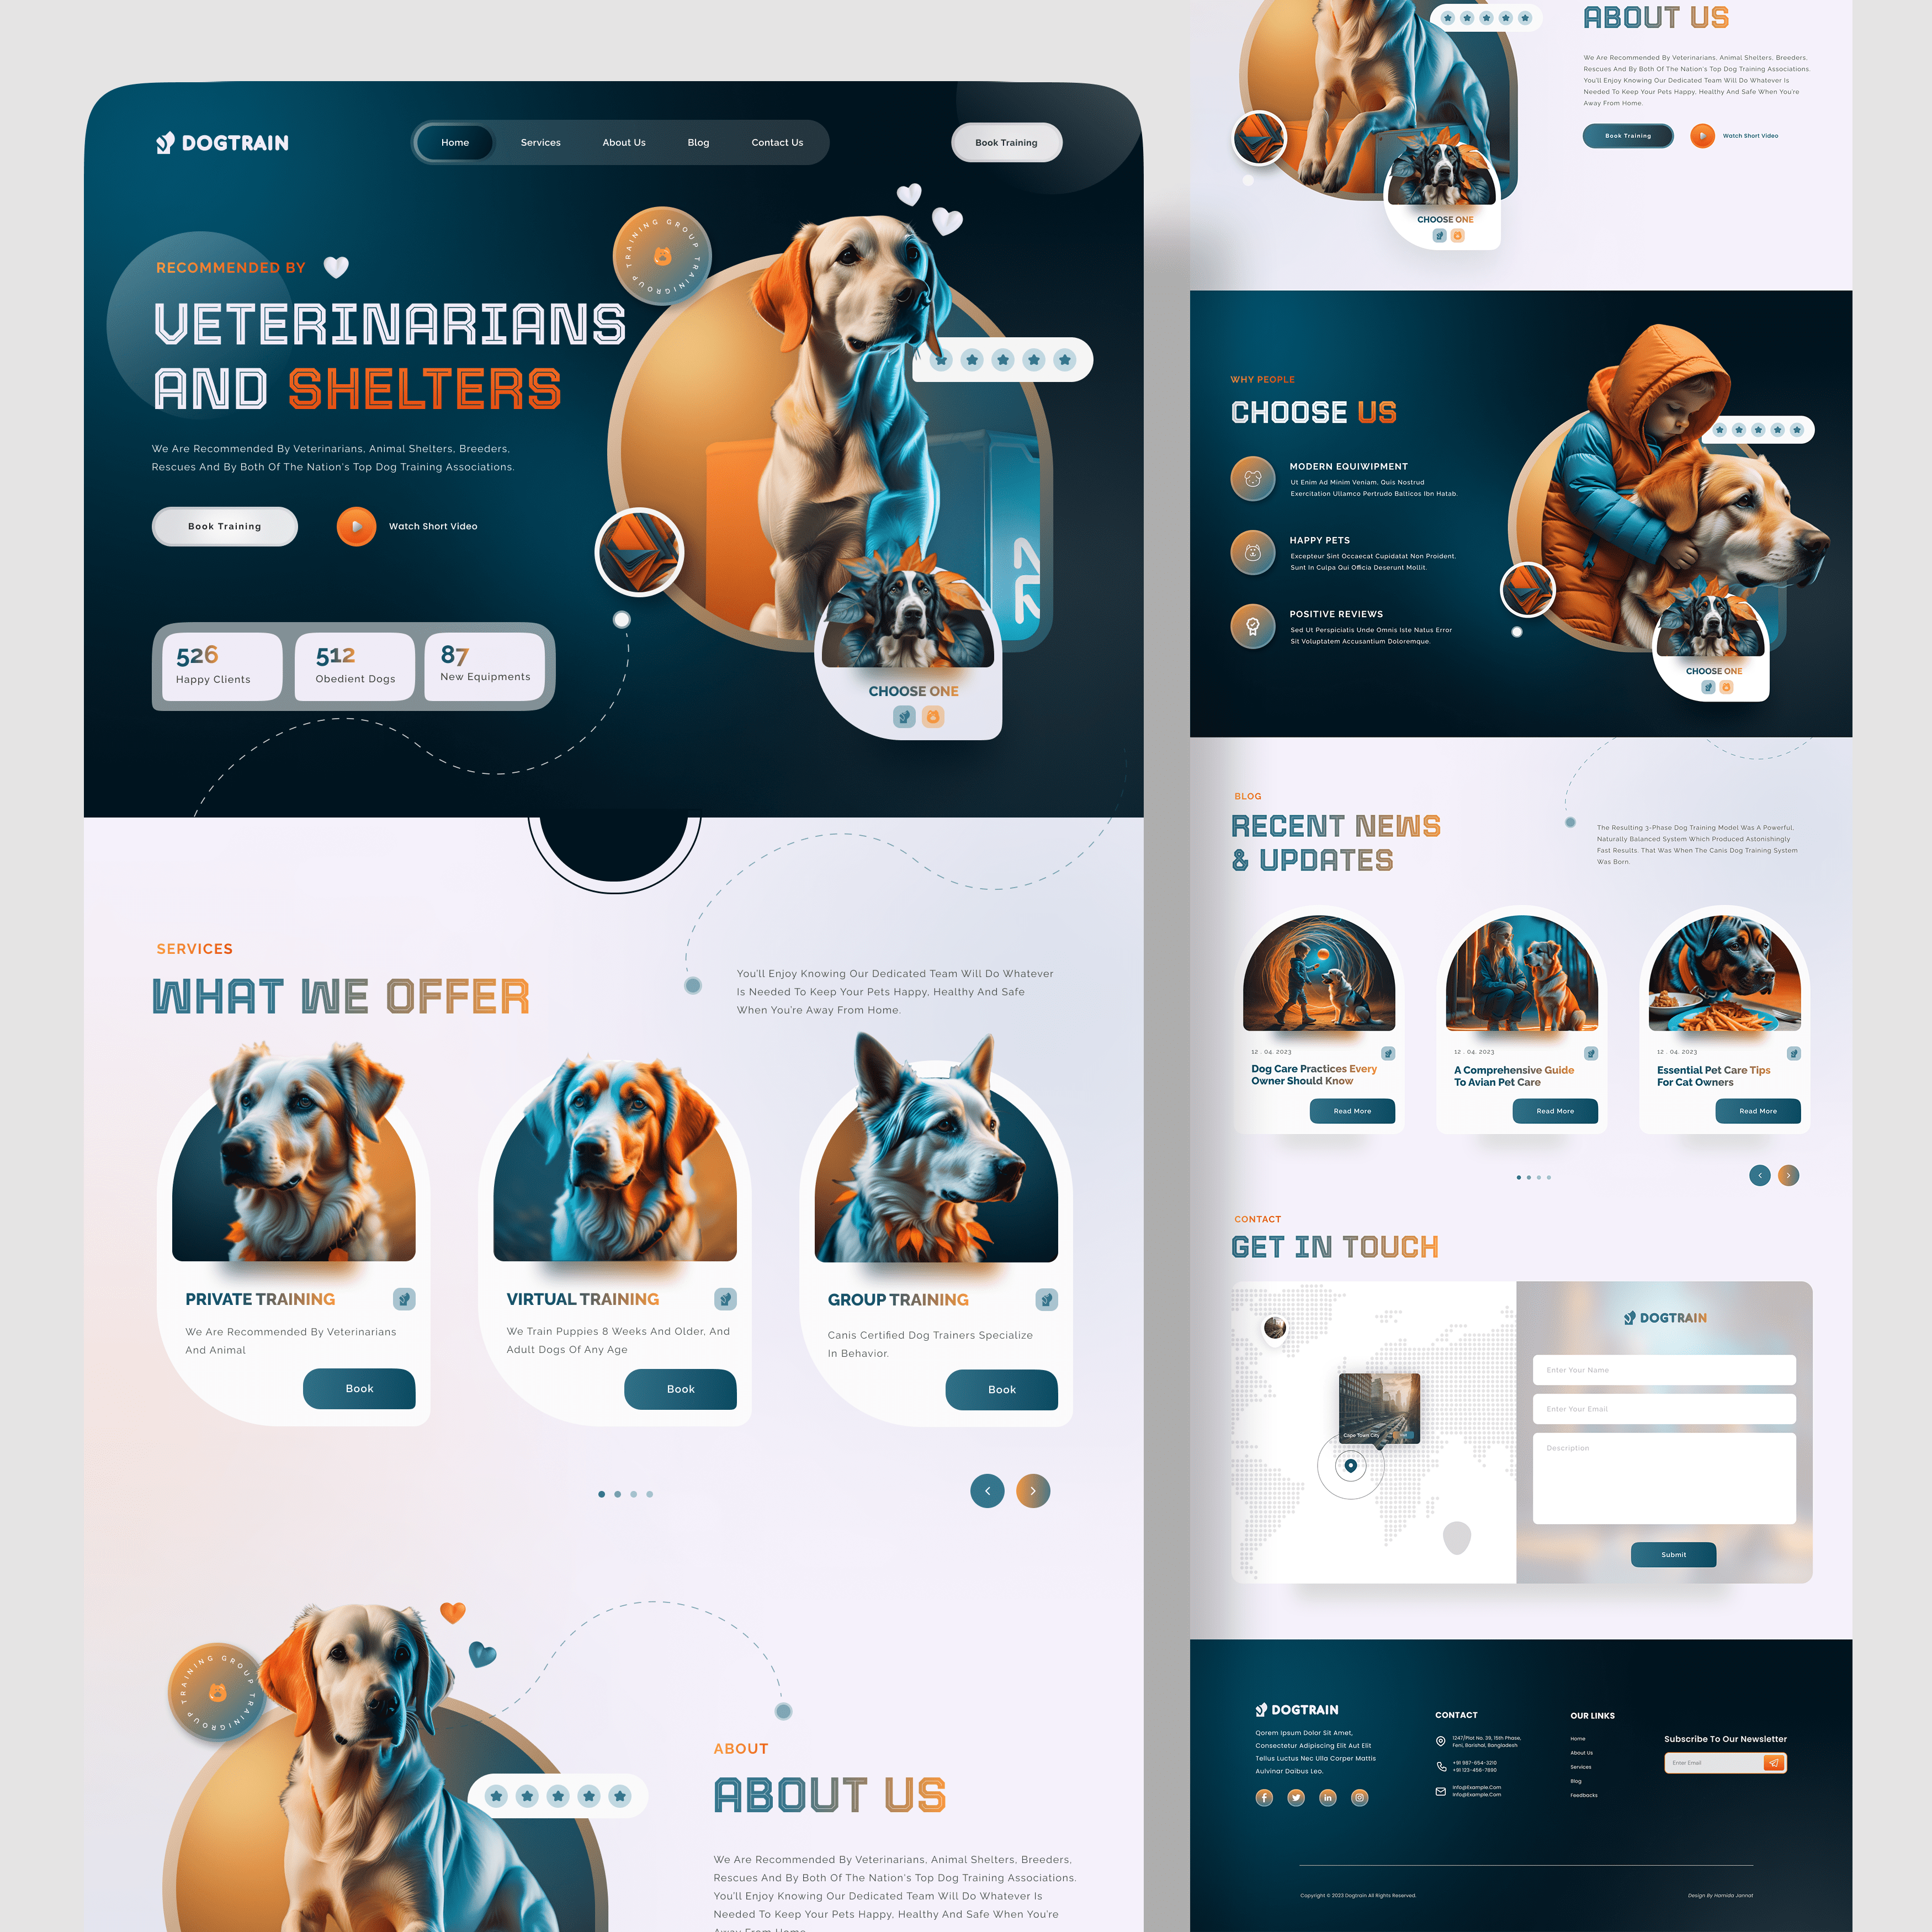 DOGTRAIN
Home
Services
About Us
Blog
Contact Us
Book Training
RECOMMENDED BY
VETERINARIANS
AND SHELTERS
We Are Recommended By Veterinarians, Animal Shelters, Breeders,
Rescues And By Both Of The Nation's Top Dog Training Associations.
Book Training
Watch Short Video
526
Happy Clients
512
Obedient Dogs
87
New Equipments
TRAINING GROUP TRAINIGROUP
CHOOSE ONE
SERVICES
WHAT WE OFFER
You'll Enjoy Knowing Our Dedicated Team Will Do Whatever
Is Needed To Keep Your Pets Happy, Healthy And Safe
When You're Away From Home.
PRIVATE TRAINING
We Are Recommended By Veterinarians
And Animal
Book
VIRTUAL TRAINING
We Train Puppies 8 Weeks And Older, And
Adult Dogs Of Any Age
Book
GROUP TRAINING
Canis Certified Dog Trainers Specialize
In Behavior.
Book
TRAINING GROUP TRAINIGROUP
ABOUT
ABOUT US
We Are Recommended By Veterinarians, Animal Shelters, Breeders,
Rescues And By Both Of The Nation's Top Dog Training Associations.
You'll Enjoy Knowing Our Dedicated Team Will Do Whatever Is
Needed To Keep Your Pets Happy, Healthy And Safe When You're
Away From Home.
ABOUT US
We Are Recommended By Veterinarians, Animal Shelters, Breeders,
Rescues And By Both Of The Nation's Top Dog Training Associations.
You'll Enjoy Knowing Our Dedicated Team Will Do Whatever Is
Needed To Keep Your Pets Happy, Healthy And Safe When You're
Away From Home.
Book Training
Watch Short Video
CHOOSE ONE
WHY PEOPLE
CHOOSE US
MODERN EQUIWIPMENT
Ut Enim Ad Minim Veniam, Quis Nostrud
Exercitation Ullamco Pertrudo Balticos Ibn Hatab.
HAPPY PETS
Excepteur Sint Occaecat Cupidatat Non Proident,
Sunt In Culpa Qui Officia Deserunt Mollit.
POSITIVE REVIEWS
Sed Ut Perspiciatis Unde Omnis Iste Natus Error
Sit Voluptatem Accusantium Doloremque.
CHOOSE ONE
BLOG
RECENT NEWS
& UPDATES
The Resulting 3-Phase Dog Training Model Was A Powerful,
Naturally Balanced System Which Produced Astonishingly
Fast Results. That Was When The Canis Dog Training System
Was Born.
12 . 04. 2023
Dog Care Practices Every
Owner Should Know
Read More
12 . 04. 2023
A Comprehensive Guide
To Avian Pet Care
Read More
12 . 04. 2023
Essential Pet Care Tips
For Cat Owners
Read More
CONTACT
GET IN TOUCH
Cape Town City
DOGTRAIN
Enter Your Name
Enter Your Email
Description
Submit
DOGTRAIN
Qorem Ipsum Dolor Sit Amet,
Consectetur Adipiscing Elit Aut Elit
Tellus Luctus Nec Ulla Corper Mattis
Aulvinar Daibus Leo.
CONTACT
1247/Plot No. 39, 15th Phase,
Feni, Barishal, Bangladesh
+91 987-654-3210
+91 123-456-7890
Info@Example.Com
Info@Example.Com
OUR LINKS
Home
About Us
Services
Blog
Feedbacks
Subscribe To Our Newsletter
Enter Email
Copyright © 2023 Dogtrain All Rights Reserved.
Design By Hamida Jannat